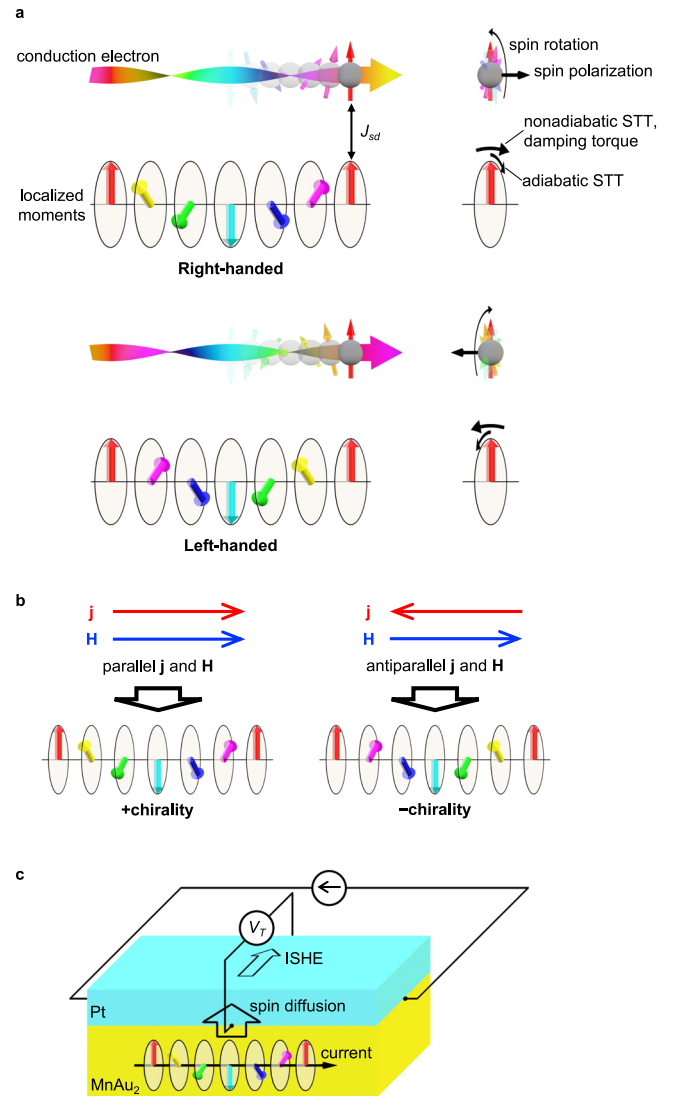 a
conduction electron
spin rotation
spin polarization
J_sd
nonadiabatic STT,
damping torque
adiabatic STT
localized
moments
Right-handed
Left-handed
b
j
H
parallel j and H
+chirality
j
H
antiparallel j and H
−chirality
c
V_T
ISHE
Pt
spin diffusion
current
MnAu₂